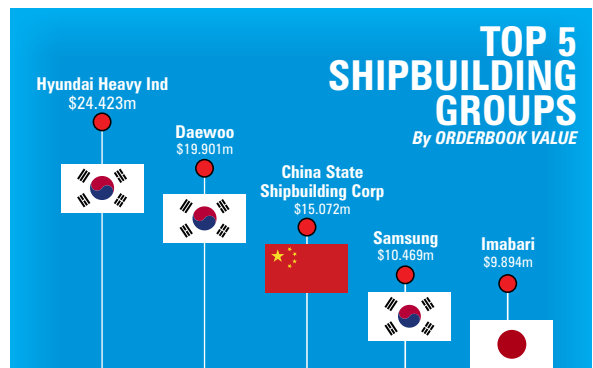 TOP 5
SHIPBUILDING
GROUPS
By ORDERBOOK VALUE
Hyundai Heavy Ind
$24.423m
Daewoo
$19.901m
China State
Shipbuilding Corp
$15.072m
Samsung
$10.469m
Imabari
$9.894m